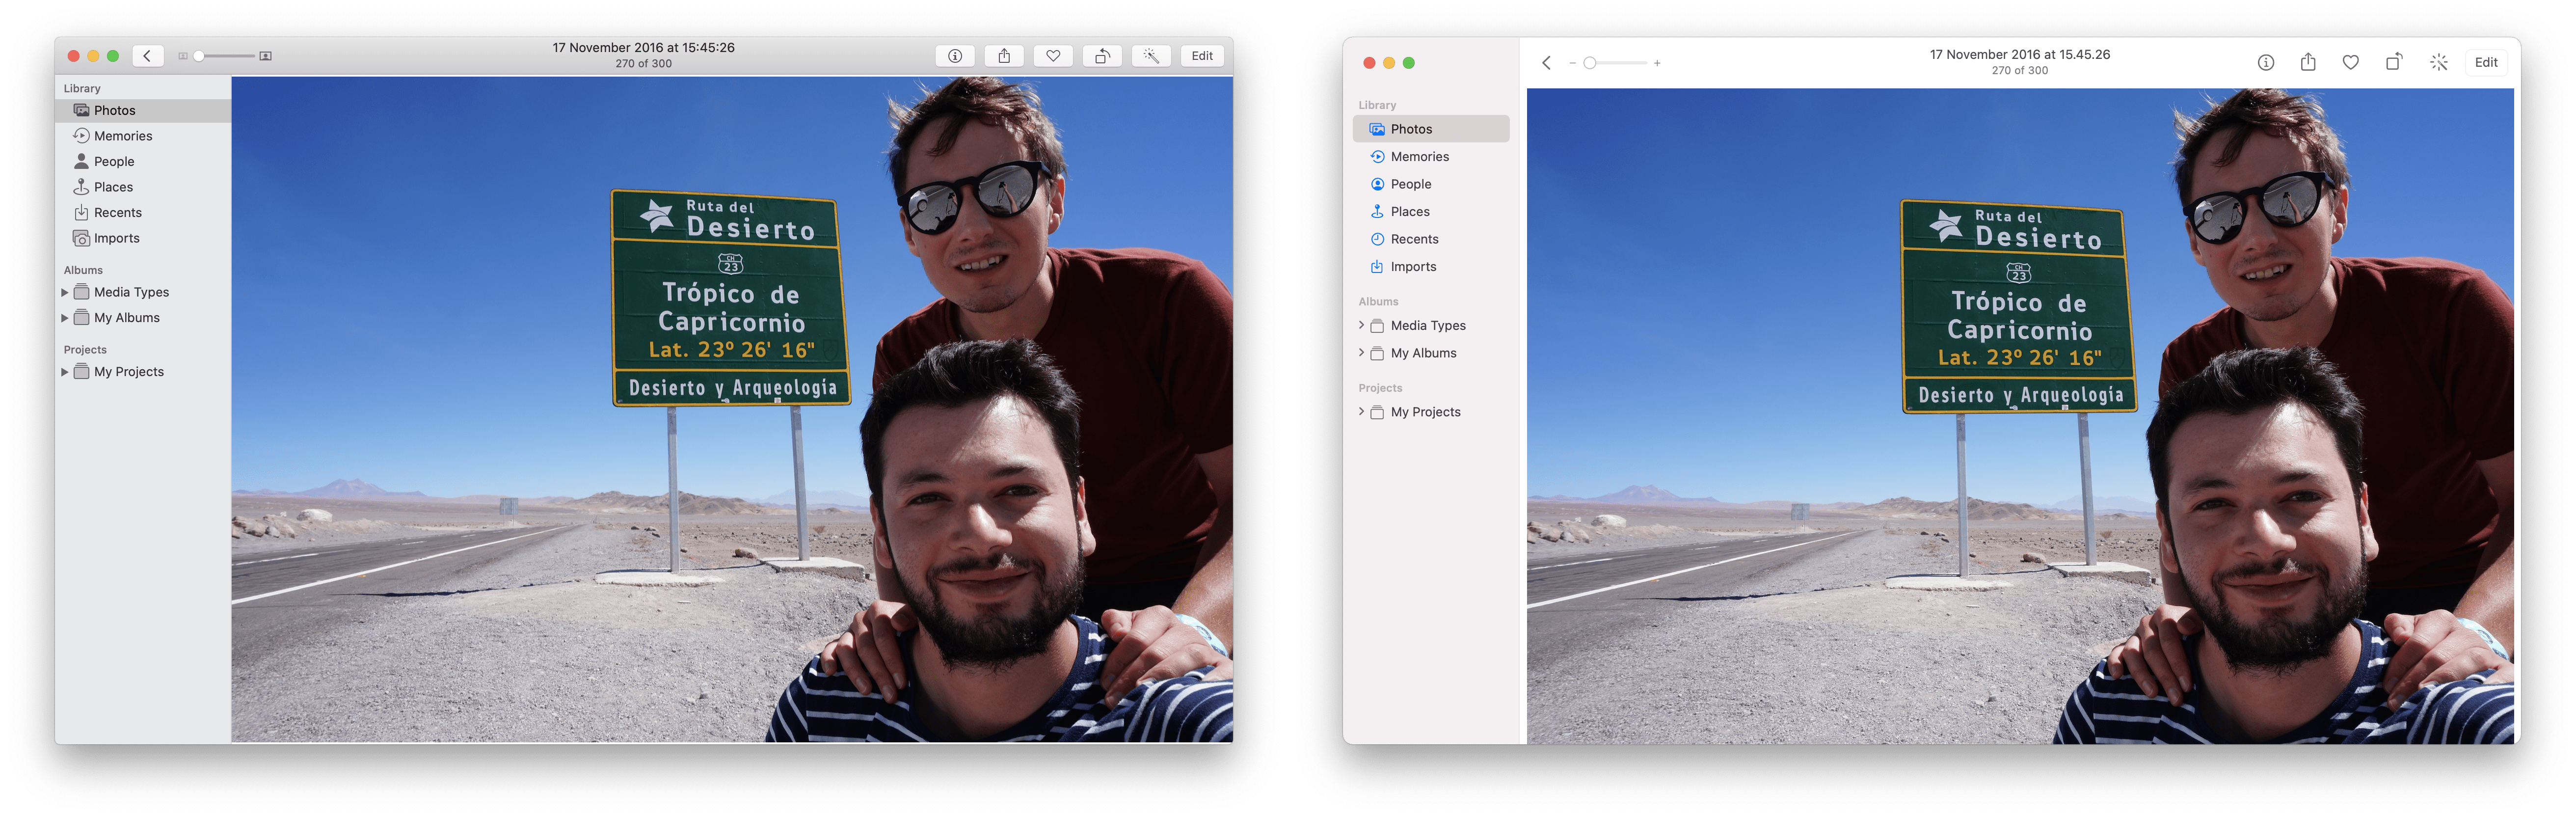 17 November 2016 at 15:45:26
270 of 300
Edit
Library
Photos
Memories
People
Places
Recents
Imports
Albums
Media Types
My Albums
Projects
My Projects
Ruta del
Desierto
CH
23
Trópico de
Capricornio
Lat. 23º 26' 16"
Desierto y Arqueología
17 November 2016 at 15.45.26
270 of 300
Edit
Library
Photos
Memories
People
Places
Recents
Imports
Albums
Media Types
My Albums
Projects
My Projects
Ruta del
Desierto
CH
23
Trópico de
Capricornio
Lat. 23º 26' 16"
Desierto y Arqueología